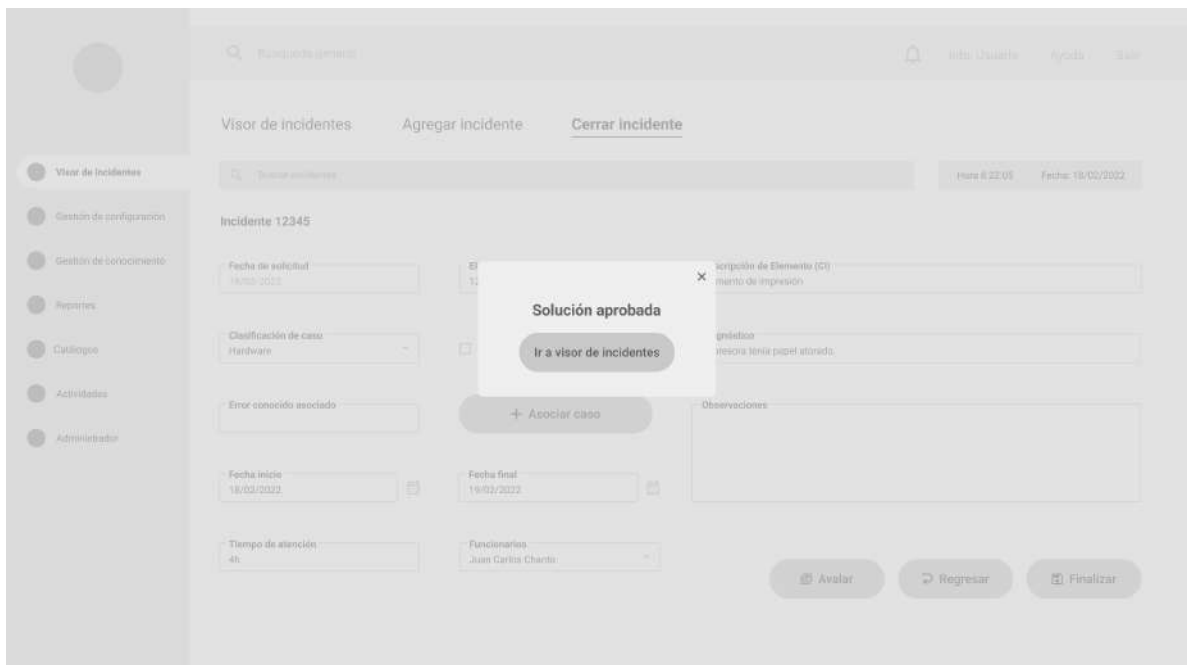 Búsqueda general
Info. Usuario Ayuda Salir
Visor de incidentes Agregar incidente Cerrar incidente
Visor de incidentes
Buscar incidentes
Hora 8:22:05 Fecha: 18/02/2022
Gestión de configuración
Incidente 12345
Gestión de conocimiento
Fecha de solicitud
Descripción de Elemento (CI)
Reportes
Solución aprobada
Clasificación de caso
Hardware
Ir a visor de incidentes
Catálogos
Actividades
Error conocido asociado
+ Asociar caso
Observaciones
Administrador
Fecha inicio
18/02/2022
Fecha final
19/02/2022
Tiempo de atención
4h
Funcionarios
Juan Carlos
Avalar Regresar Finalizar